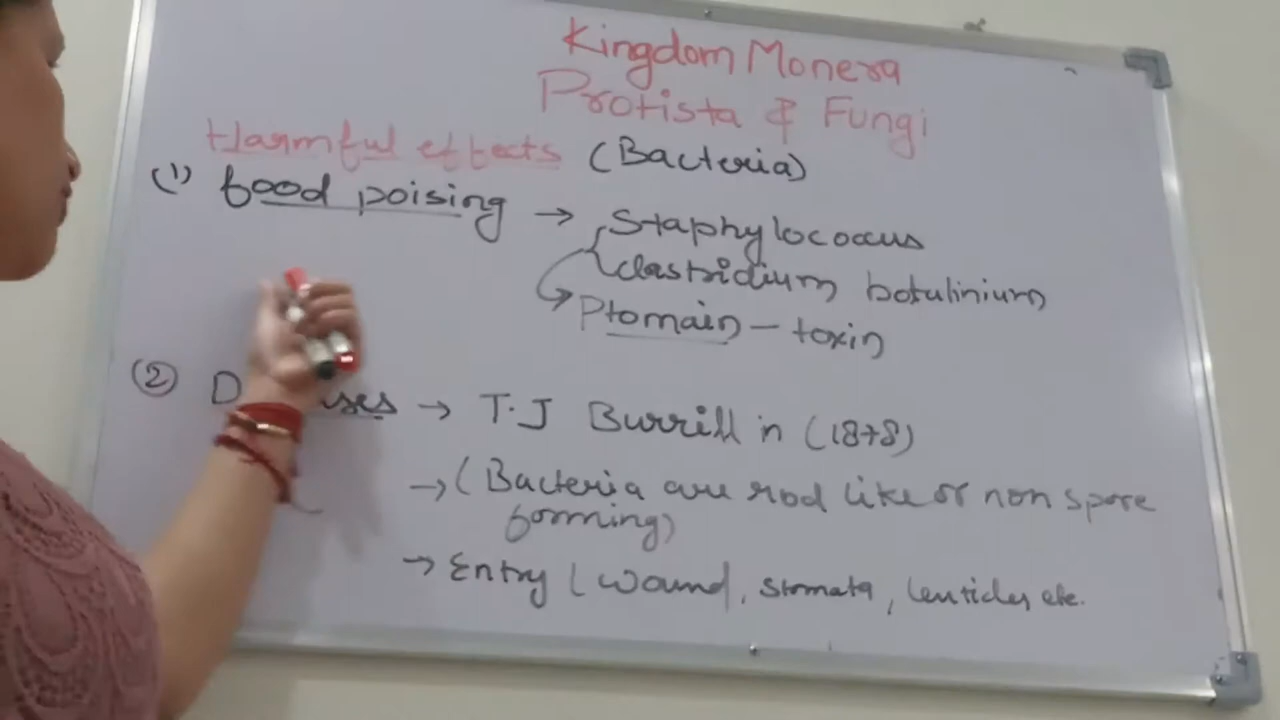 Kingdom Monera
Protista & Fungi
Harmful effects (Bacteria)
(1) food poising → Staphylococcus
clastridium botulinium
→ Ptomain - toxin
(2) → T.J Burrill in (1878)
→ (Bacteria are rod like or non spore
forming)
→ Entry (wound, stomata, lenticles etc.